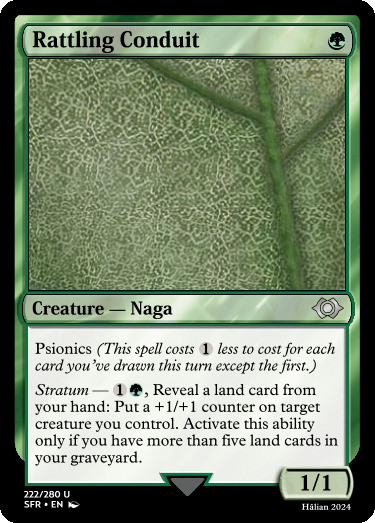 Rattling Conduit
Creature — Naga
Psionics (This spell costs 1 less to cost for each
card you've drawn this turn except the first.)
Stratum — 1, Reveal a land card from
your hand: Put a +1/+1 counter on target
creature you control. Activate this ability
only if you have more than five land cards in
your graveyard.
1/1
222/280 U
SFR • EN
Hālian 2024